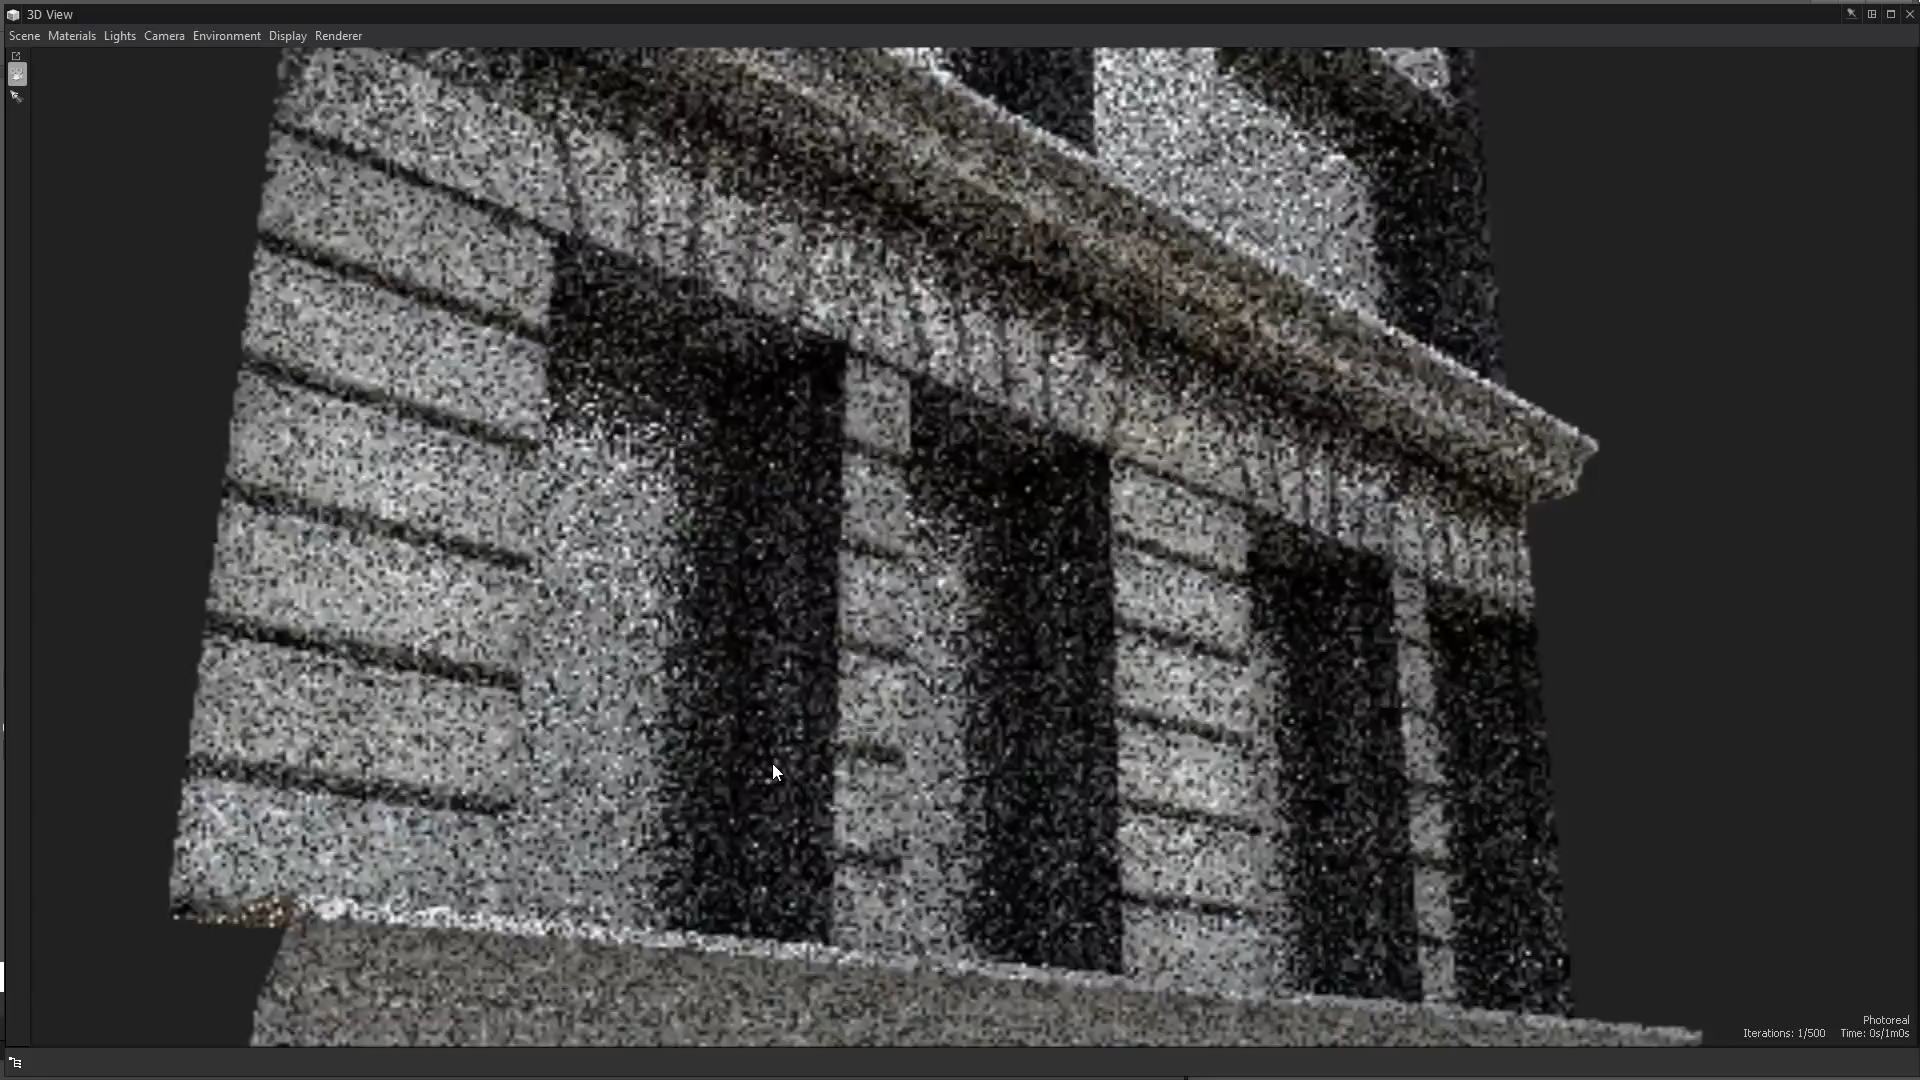 3D View
Scene Materials Lights Camera Environment Display Renderer
Photoreal
Iterations: 1/500 Time: 0s/1m0s